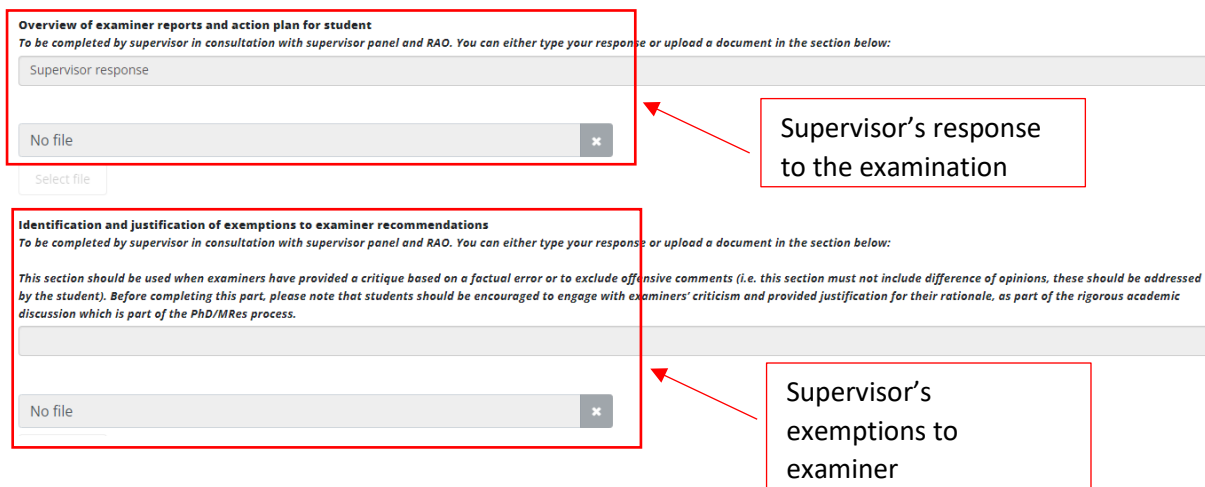 Overview of examiner reports and action plan for student
To be completed by supervisor in consultation with supervisor panel and RAO. You can either type your response or upload a document in the section below:
Supervisor response
No file
Select file
Supervisor’s response
to the examination
Identification and justification of exemptions to examiner recommendations
To be completed by supervisor in consultation with supervisor panel and RAO. You can either type your response or upload a document in the section below:
This section should be used when examiners have provided a critique based on a factual error or to exclude offensive comments (i.e. this section must not include difference of opinions, these should be addressed
by the student). Before completing this part, please note that students should be encouraged to engage with examiners' criticism and provided justification for their rationale, as part of the rigorous academic
discussion which is part of the PhD/MRes process.
No file
Supervisor’s
exemptions to
examiner